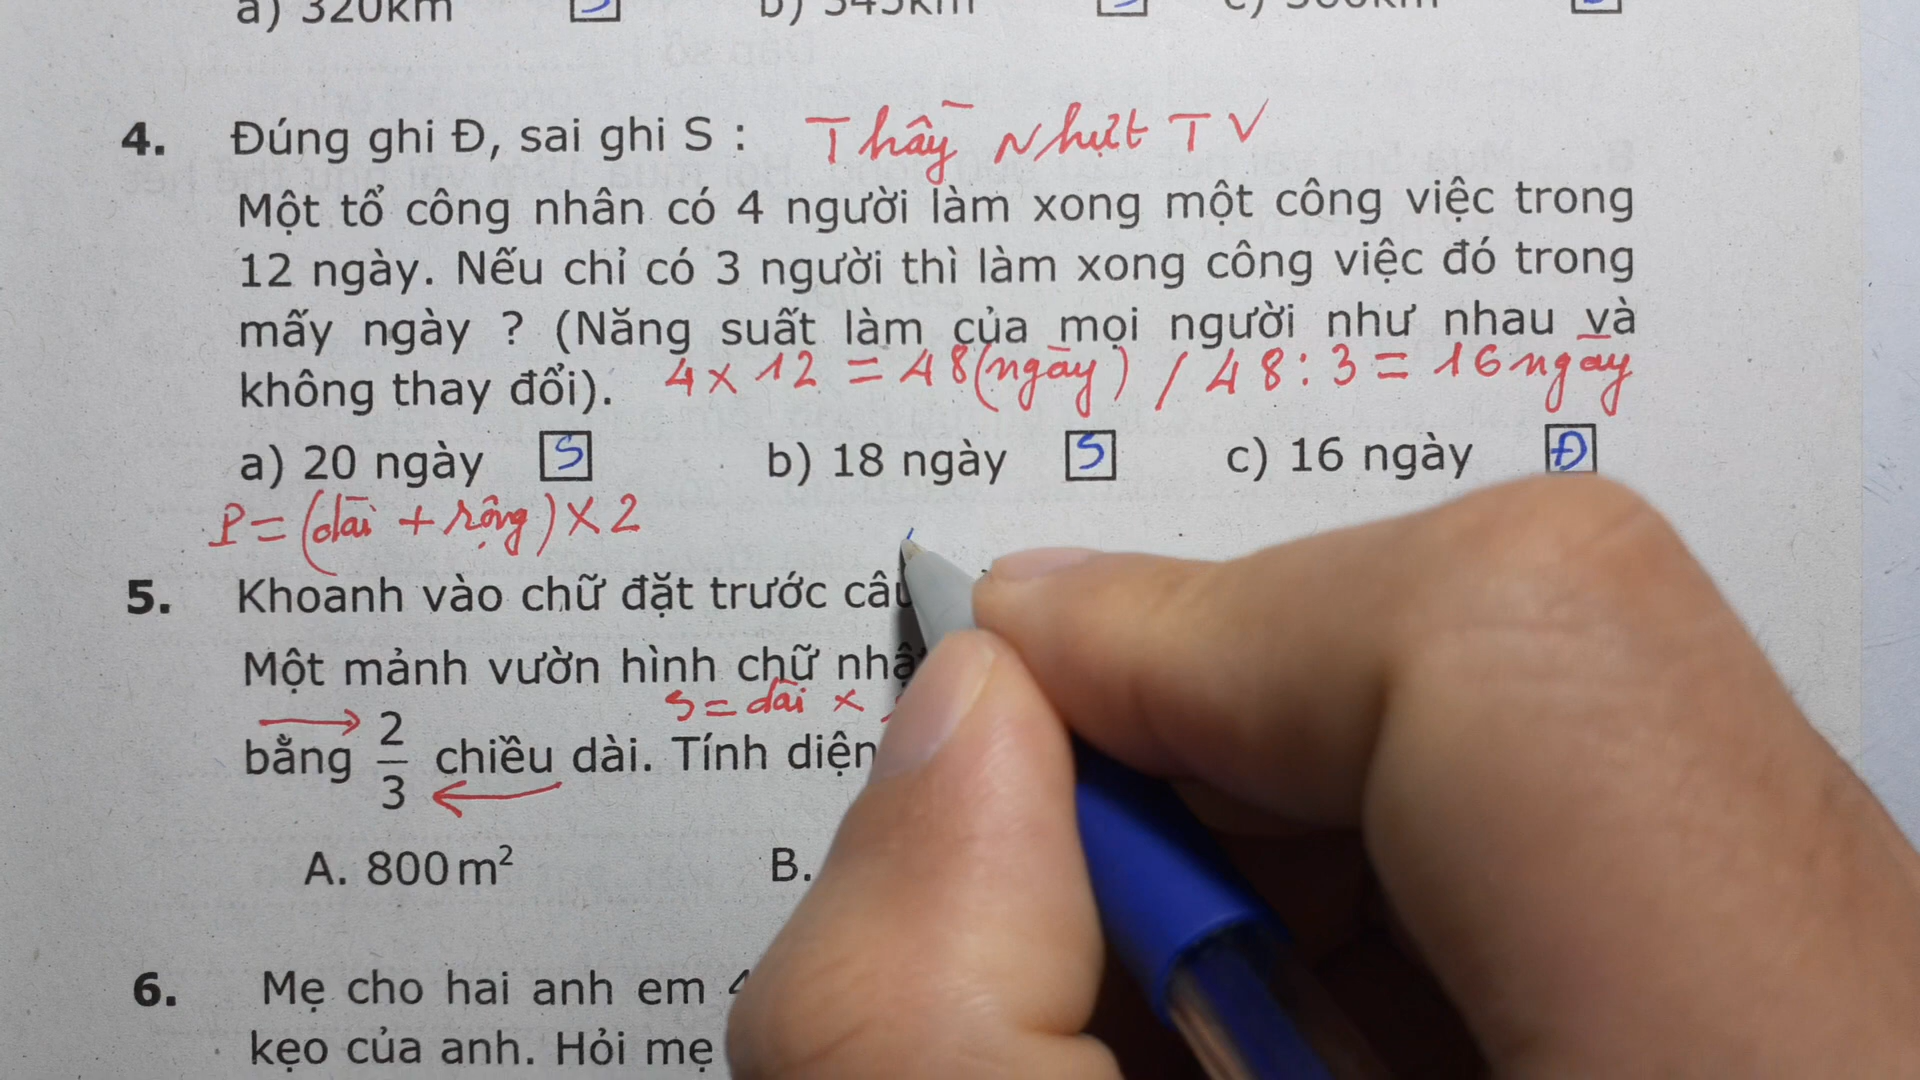 a) 320km S b) 345km S c) km
4. Đúng ghi Đ, sai ghi S : Thầy Nhựt TV
Một tổ công nhân có 4 người làm xong một công việc trong
12 ngày. Nếu chỉ có 3 người thì làm xong công việc đó trong
mấy ngày ? (Năng suất làm của mọi người như nhau và
không thay đổi). 4 x 12 = 48 (ngày) / 48 : 3 = 16 ngày
a) 20 ngày S b) 18 ngày S c) 16 ngày Đ
P = (dài + rộng) x 2
5. Khoanh vào chữ đặt trước câu
Một mảnh vườn hình chữ nhật
S = dài x
bằng 2/3 chiều dài. Tính diện
A. 800 m² B.
6. Mẹ cho hai anh em
kẹo của anh. Hỏi mẹ